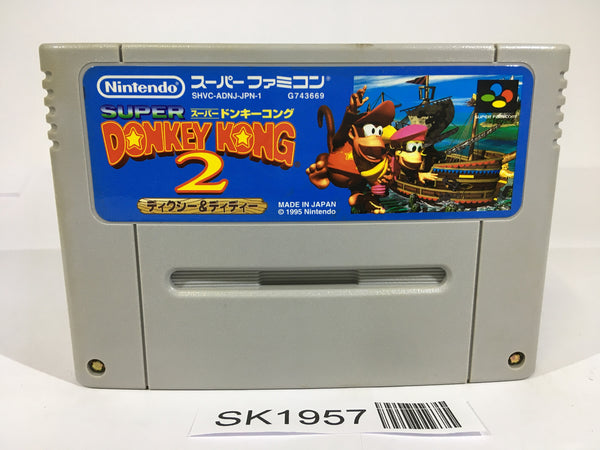 Nintendo スーパーファミコン
SHVC-ADNJ-JPN-1 G743669
SUPER スーパードンキーコング
DONKEY KONG
2
ディクシー&ディディー
MADE IN JAPAN
© 1995 Nintendo
SUPER FAMICOM
SK1957